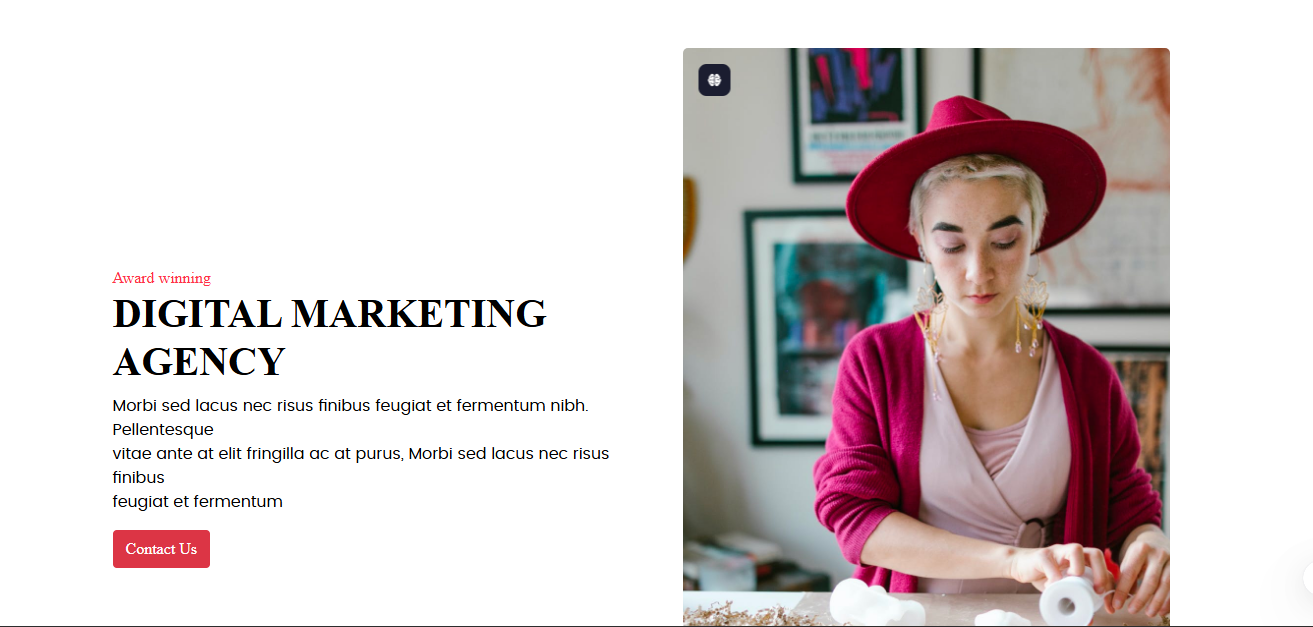 Award winning
DIGITAL MARKETING
AGENCY
Morbi sed lacus nec risus finibus feugiat et fermentum nibh.
Pellentesque
vitae ante at elit fringilla ac at purus, Morbi sed lacus nec risus
finibus
feugiat et fermentum
Contact Us